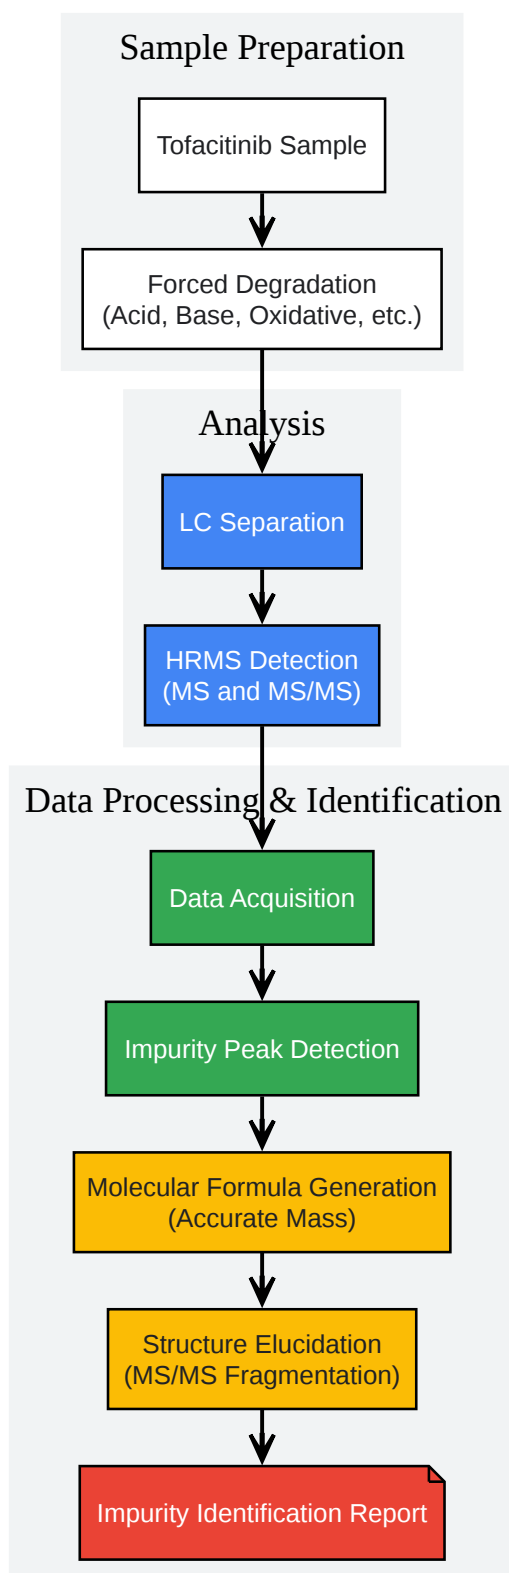 Sample Preparation
Tofacitinib Sample
Forced Degradation
(Acid, Base, Oxidative, etc.)
Analysis
LC Separation
HRMS Detection
(MS and MS/MS)
Data Processing & Identification
Data Acquisition
Impurity Peak Detection
Molecular Formula Generation
(Accurate Mass)
Structure Elucidation
(MS/MS Fragmentation)
Impurity Identification Report